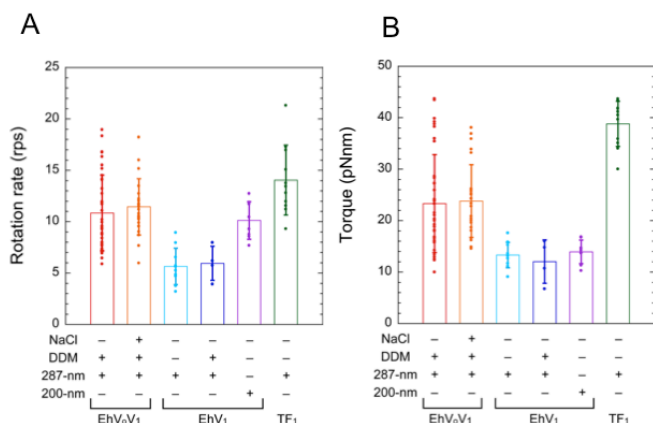 A
B
Rotation rate (rps)
25
20
15
10
5
0
Torque (pNnm)
50
40
30
20
10
0
NaCl – + – – – –
DDM + + – + – –
287-nm + + + + – +
200-nm – – – – + –
EhVoV1 EhV1 TF1
NaCl – + – – – –
DDM + + – + – –
287-nm + + + + – +
200-nm – – – – + –
EhVoV1 EhV1 TF1